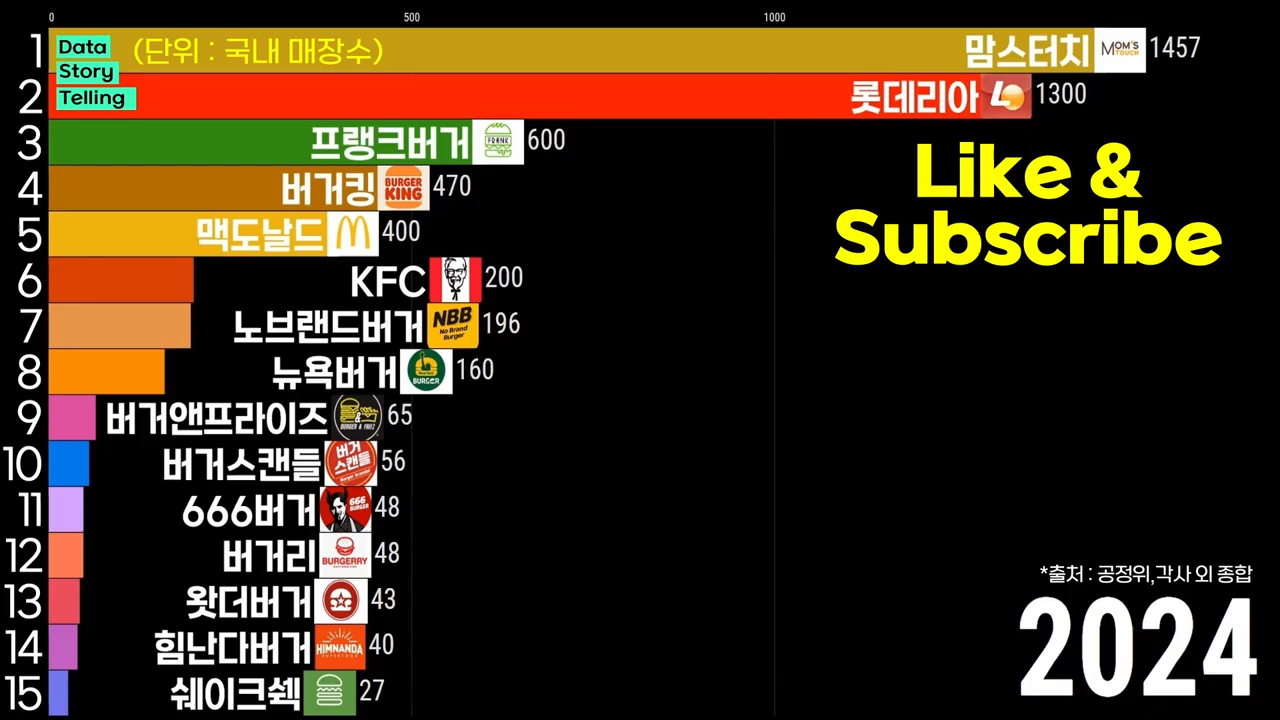 0 500 1000
1 Data (단위 : 국내 매장수) 맘스터치 MOM'S TOUCH 1457
Story
2 Telling 롯데리아 L 1300
3 프랭크버거 FRANK 600
Like &
Subscribe
4 버거킹 BURGER KING 470
5 맥도날드 M 400
6 KFC 200
7 노브랜드버거 NBB No Brand Burger 196
8 뉴욕버거 BURGER 160
9 버거앤프라이즈 & BURGER & FRIEZ 65
10 버거스캔들 버거 스캔들 Burger Scandal 56
11 666버거 666 BURGER 48
12 버거리 BURGERRY 48
13 왓더버거 43
14 힘난다버거 HIMNANDA SUPERFOOD 40
15 쉐이크쉑 27
*출처 : 공정위,각사 외 종합
2024